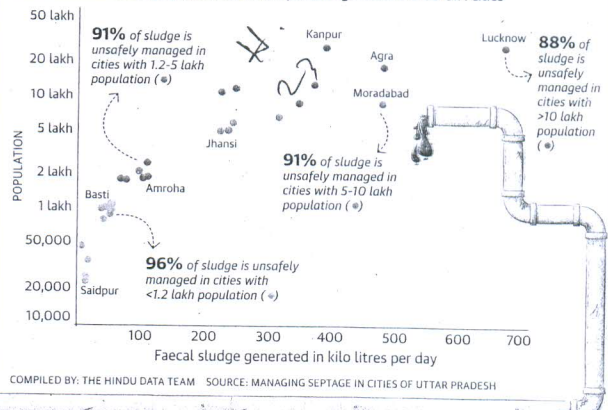 50 lakh
20 lakh
10 lakh
5 lakh
2 lakh
1 lakh
50,000
20,000
10,000
POPULATION
91% of sludge is
unsafely managed in
cities with 1.2-5 lakh
population ( )
Kanpur
Agra
Moradabad
Lucknow
88% of
sludge is
unsafely
managed in
cities with
>10 lakh
population
( )
Jhansi
91% of sludge is
unsafely managed in
cities with 5-10 lakh
population ( )
Amroha
Basti
96% of sludge is unsafely
managed in cities with
<1.2 lakh population ( )
Saidpur
100 200 300 400 500 600 700
Faecal sludge generated in kilo litres per day
COMPILED BY: THE HINDU DATA TEAM SOURCE: MANAGING SEPTAGE IN CITIES OF UTTAR PRADESH